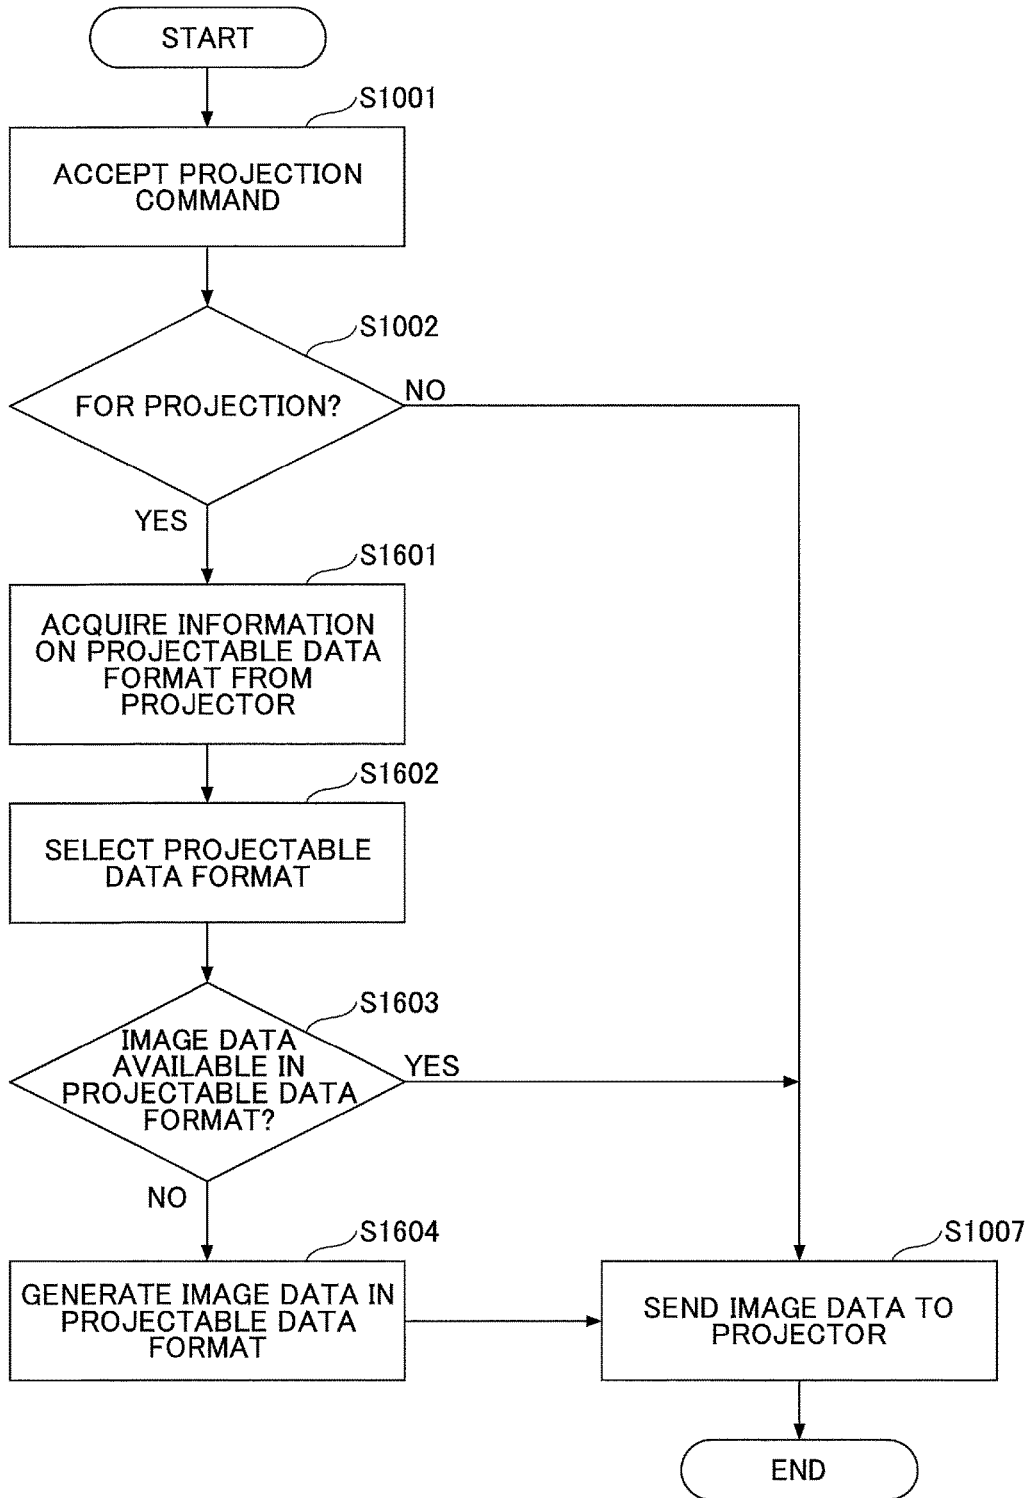 START
S1001
ACCEPT PROJECTION
COMMAND
S1002
FOR PROJECTION?
NO
YES
S1601
ACQUIRE INFORMATION
ON PROJECTABLE DATA
FORMAT FROM
PROJECTOR
S1602
SELECT PROJECTABLE
DATA FORMAT
S1603
IMAGE DATA
AVAILABLE IN
PROJECTABLE DATA
FORMAT?
YES
NO
S1604
GENERATE IMAGE DATA IN
PROJECTABLE DATA
FORMAT
S1007
SEND IMAGE DATA TO
PROJECTOR
END